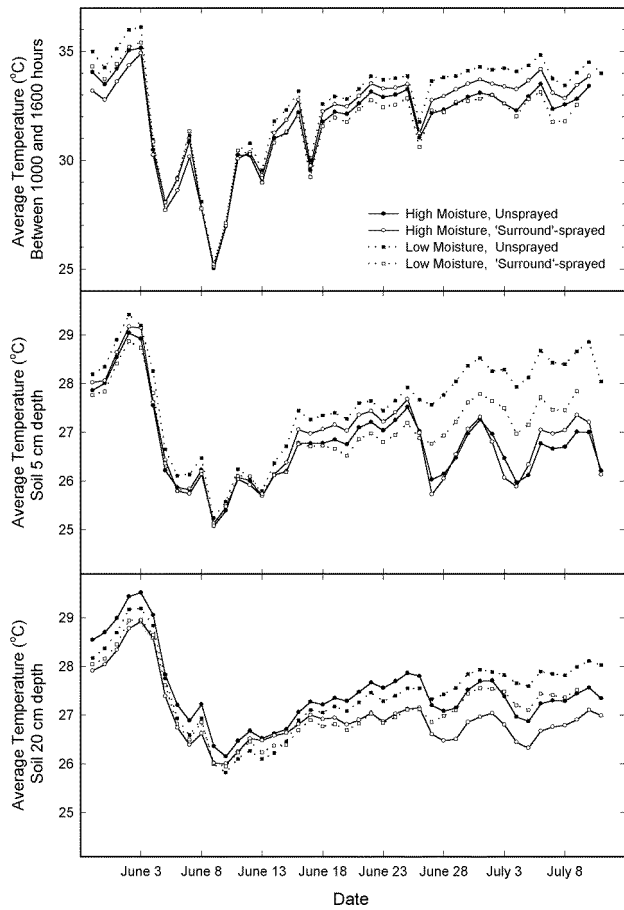 Average Temperature (°C)
Between 1000 and 1600 hours
35
30
25
High Moisture, Unsprayed
High Moisture, 'Surround'-sprayed
Low Moisture, Unsprayed
Low Moisture, 'Surround'-sprayed
Average Temperature (°C)
Soil 5 cm depth
29
28
27
26
25
Average Temperature (°C)
Soil 20 cm depth
29
28
27
26
25
June 3 June 8 June 13 June 18 June 23 June 28 July 3 July 8
Date